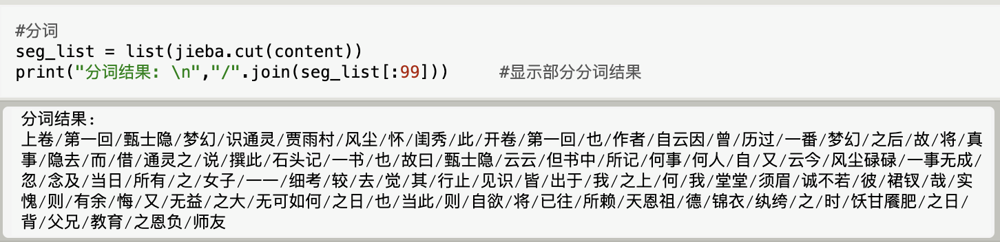 #分词
seg_list = list(jieba.cut(content))
print("分词结果: \n","/".join(seg_list[:99]))     #显示部分分词结果
分词结果:
上卷/第一回/甄士隐/梦幻/识通灵/贾雨村/风尘/怀/闺秀/此/开卷/第一回/也/作者/自云因/曾/历过/一番/梦幻/之后/故/将/真
事/隐去/而/借/通灵之/说/撰此/石头记/一书/也/故曰/甄士隐/云云/但书中/所记/何事/何人/自/又/云今/风尘碌碌/一事无成/
忽/念及/当日/所有/之/女子/一一/细考/较/去/觉/其/行止/见识/皆/出于/我/之上/何/我/堂堂/须眉/诚不若/彼/裙钗/哉/实
愧/则/有余/悔/又/无益/之大/无可如何/之日/也/当此/则/自欲/将/已往/所赖/天恩祖/德/锦衣/纨绔/之/时/饫甘餍肥/之日/
背/父兄/教育/之恩负/师友